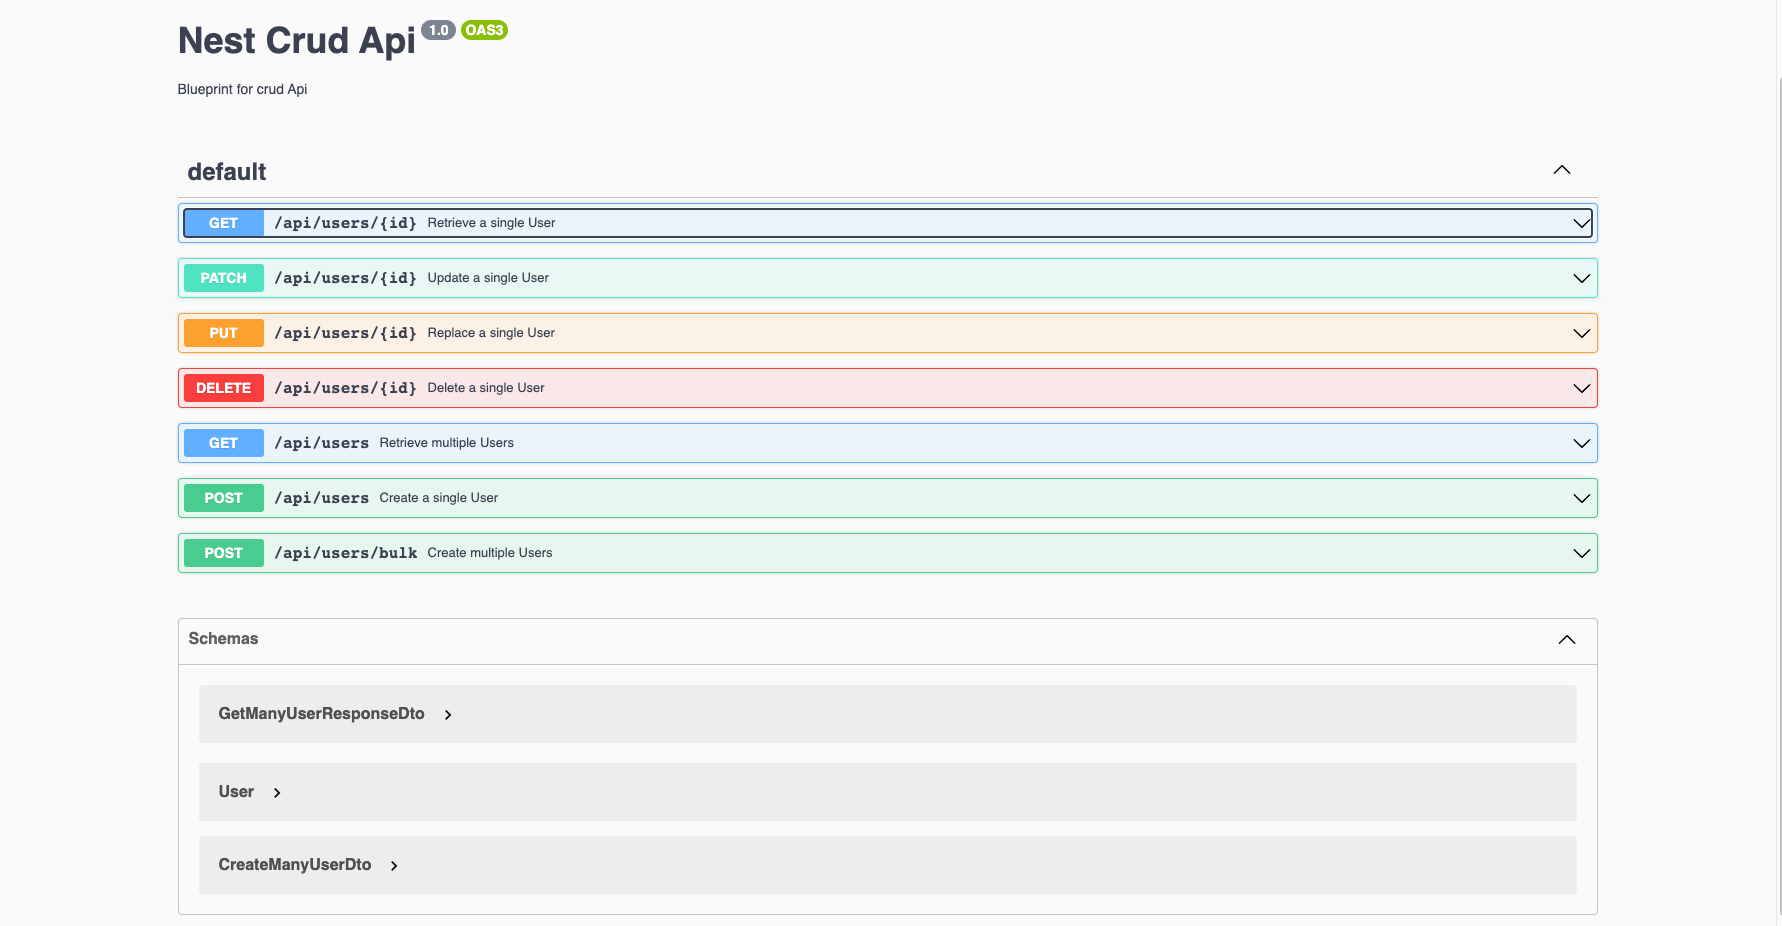 Nest Crud Api 1.0 OAS3
Blueprint for crud Api
default
GET /api/users/{id} Retrieve a single User
PATCH /api/users/{id} Update a single User
PUT /api/users/{id} Replace a single User
DELETE /api/users/{id} Delete a single User
GET /api/users Retrieve multiple Users
POST /api/users Create a single User
POST /api/users/bulk Create multiple Users
Schemas
GetManyUserResponseDto
User
CreateManyUserDto